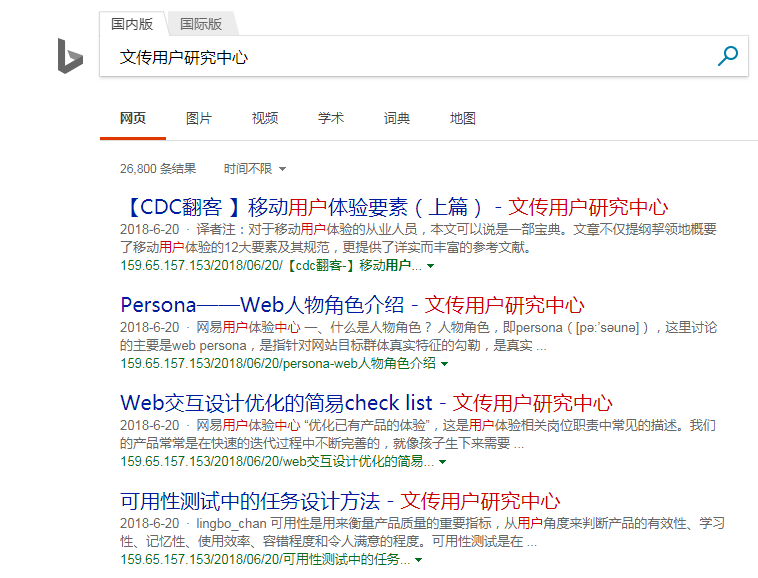 国内版 国际版
文传用户研究中心
网页 图片 视频 学术 词典 地图
26,800 条结果 时间不限
【CDC翻客 】移动用户体验要素（上篇） - 文传用户研究中心
2018-6-20 · 译者注：对于移动用户体验的从业人员，本文可以说是一部宝典。文章不仅提纲挈领地概要
了移动用户体验的12大要素及其规范，更提供了详实而丰富的参考文献。
159.65.157.153/2018/06/20/【cdc翻客-】移动用户...
Persona——Web人物角色介绍 - 文传用户研究中心
2018-6-20 · 网易用户体验中心 一、什么是人物角色？ 人物角色，即persona（[pə:ˈsəunə]），这里讨论
的主要是web persona，是指针对网站目标群体真实特征的勾勒，是真实 ...
159.65.157.153/2018/06/20/persona-web人物角色介绍
Web交互设计优化的简易check list - 文传用户研究中心
2018-6-20 · 网易用户体验中心 “优化已有产品的体验”，这是用户体验相关岗位职责中常见的描述。我们
的产品常常是在快速的迭代过程中不断完善的，就像孩子生下来需要 ...
159.65.157.153/2018/06/20/web交互设计优化的简易...
可用性测试中的任务设计方法 - 文传用户研究中心
2018-6-20 · lingbo_chan 可用性是用来衡量产品质量的重要指标，从用户角度来判断产品的有效性、学习
性、记忆性、使用效率、容错程度和令人满意的程度。可用性测试是在 ...
159.65.157.153/2018/06/20/可用性测试中的任务...